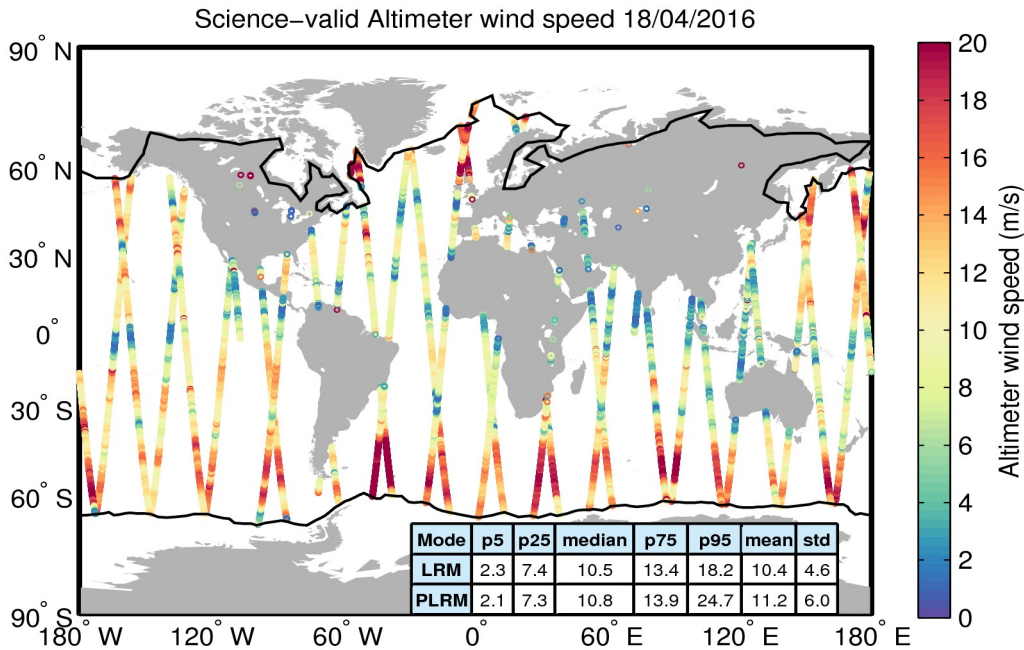 Science−valid Altimeter wind speed 18/04/2016
90° N
60° N
30° N
0°
30° S
60° S
90° S
180° W
120° W
60° W
0°
60° E
120° E
180° E
Mode p5 p25 median p75 p95 mean std
LRM 2.3 7.4 10.5 13.4 18.2 10.4 4.6
PLRM 2.1 7.3 10.8 13.9 24.7 11.2 6.0
20
18
16
14
12
10
8
6
4
2
0
Altimeter wind speed (m/s)